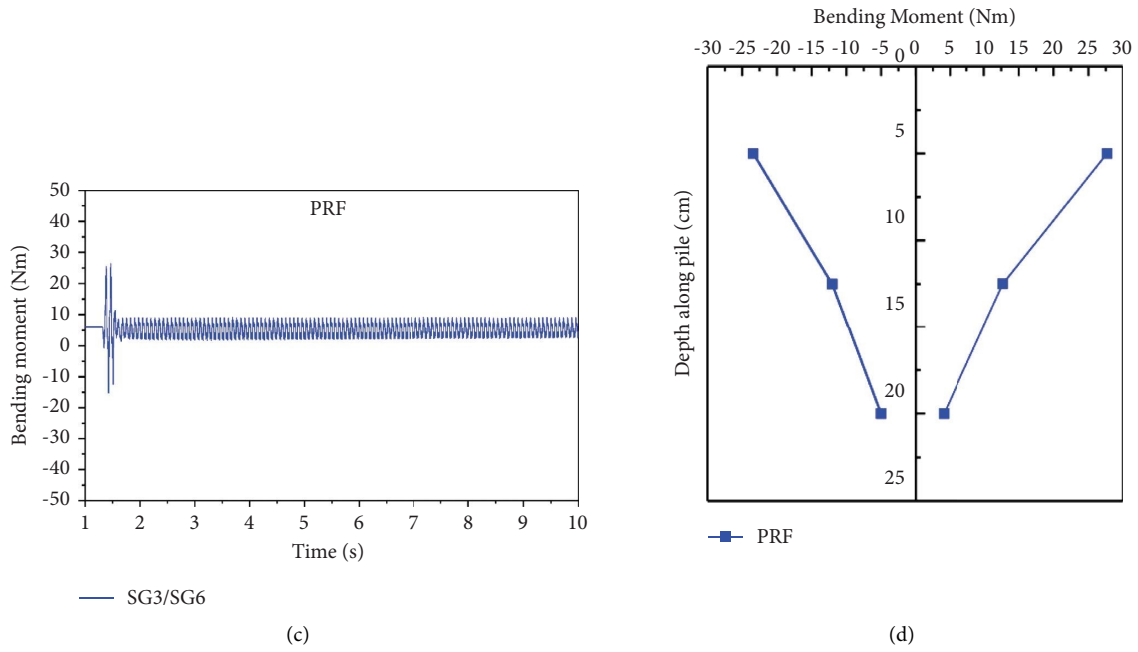 PRF
50
40
30
20
10
0
-10
-20
-30
-40
-50
Bending moment (Nm)
1 2 3 4 5 6 7 8 9 10
Time (s)
SG3/SG6
(c)
Bending Moment (Nm)
-30 -25 -20 -15 -10 -5 0 5 10 15 20 25 30
5
10
15
20
25
Depth along pile (cm)
PRF
(d)